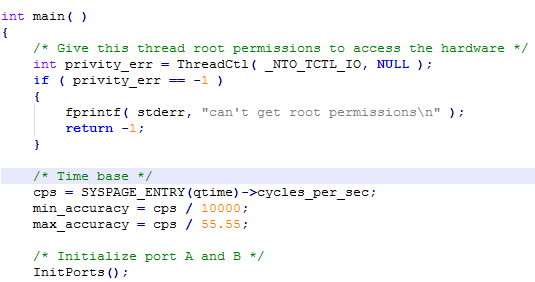 int main( )
{
/* Give this thread root permissions to access the hardware */
int privity_err = ThreadCtl( _NTO_TCTL_IO, NULL );
if ( privity_err == -1 )
{
fprintf( stderr, "can't get root permissions\n" );
return -1;
}
/* Time base */
cps = SYSPAGE_ENTRY(qtime)->cycles_per_sec;
min_accuracy = cps / 10000;
max_accuracy = cps / 55.55;
/* Initialize port A and B */
InitPorts();